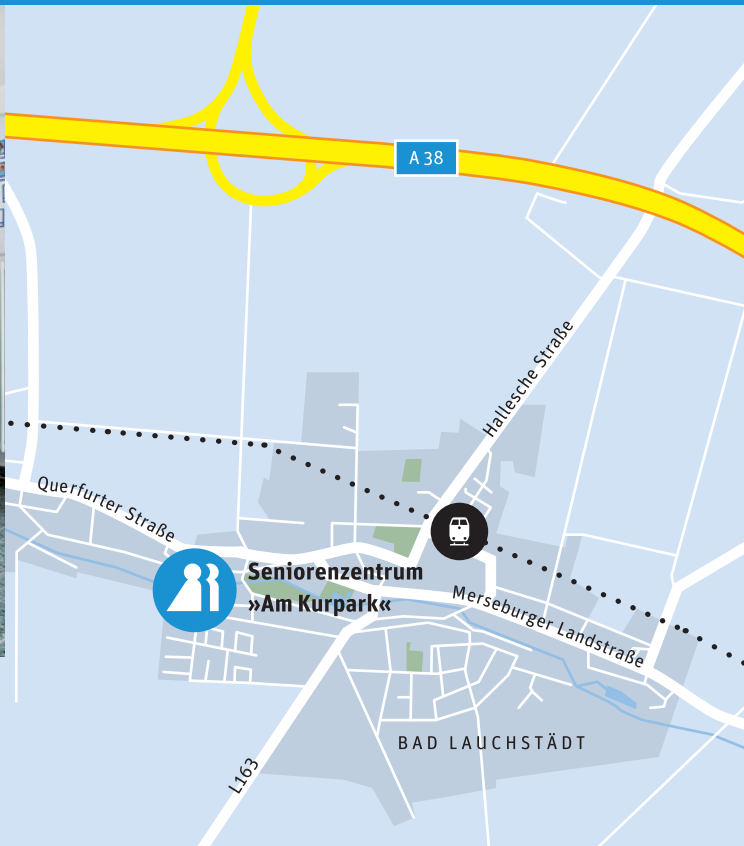 A 38
Hallesche Straße
Querfurter Straße
Seniorenzentrum
»Am Kurpark«
Merseburger Landstraße
BAD LAUCHSTÄDT
L163